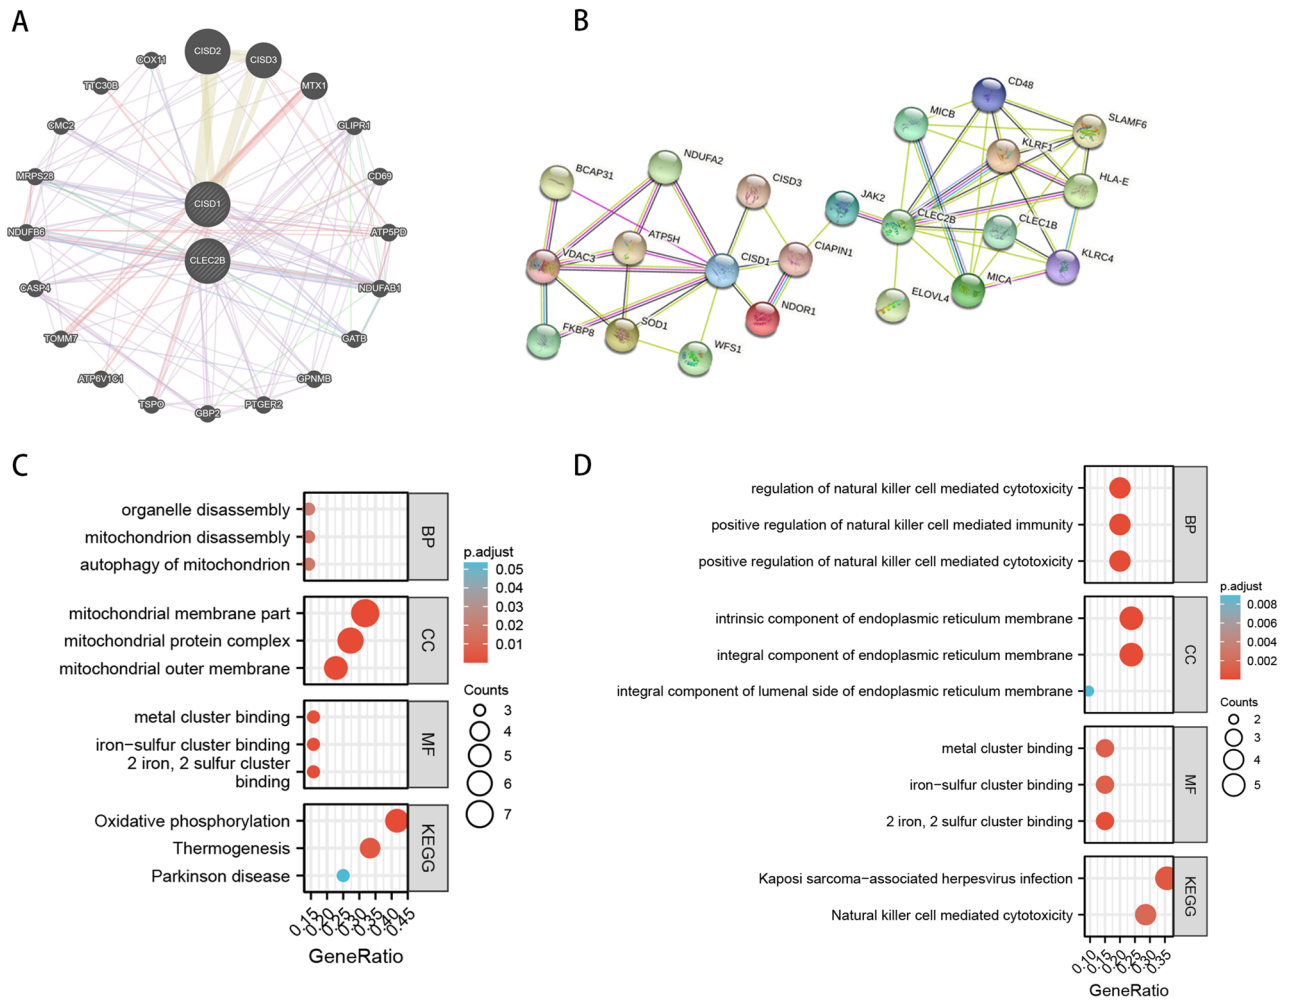 A
CISD2
CISD3
COX11
MTX1
TTC30B
CMC2
GLIPR1
MRPS28
CD69
CISD1
NDUFB6
ATP5PD
CLEC2B
CASP4
NDUFAB1
TOMM7
GATB
ATP6V1C1
GPNMB
TSPO
PTGER2
GBP2
B
CD48
MICB
SLAMF6
KLRF1
NDUFA2
BCAP31
CISD3
HLA-E
JAK2
CLEC2B
CLEC1B
ATP5H
CIAPIN1
VDAC3
CISD1
KLRC4
MICA
ELOVL4
NDOR1
SOD1
FKBP8
WFS1
C
organelle disassembly
mitochondrion disassembly
autophagy of mitochondrion
BP
mitochondrial membrane part
mitochondrial protein complex
mitochondrial outer membrane
CC
metal cluster binding
iron−sulfur cluster binding
2 iron, 2 sulfur cluster
binding
MF
Oxidative phosphorylation
Thermogenesis
Parkinson disease
KEGG
0.15
0.20
0.25
0.30
0.35
0.40
0.45
GeneRatio
p.adjust
0.05
0.04
0.03
0.02
0.01
Counts
3
4
5
6
7
D
regulation of natural killer cell mediated cytotoxicity
positive regulation of natural killer cell mediated immunity
positive regulation of natural killer cell mediated cytotoxicity
BP
intrinsic component of endoplasmic reticulum membrane
integral component of endoplasmic reticulum membrane
integral component of lumenal side of endoplasmic reticulum membrane
CC
metal cluster binding
iron−sulfur cluster binding
2 iron, 2 sulfur cluster binding
MF
Kaposi sarcoma−associated herpesvirus infection
Natural killer cell mediated cytotoxicity
KEGG
0.10
0.15
0.20
0.25
0.30
0.35
GeneRatio
p.adjust
0.008
0.006
0.004
0.002
Counts
2
3
4
5